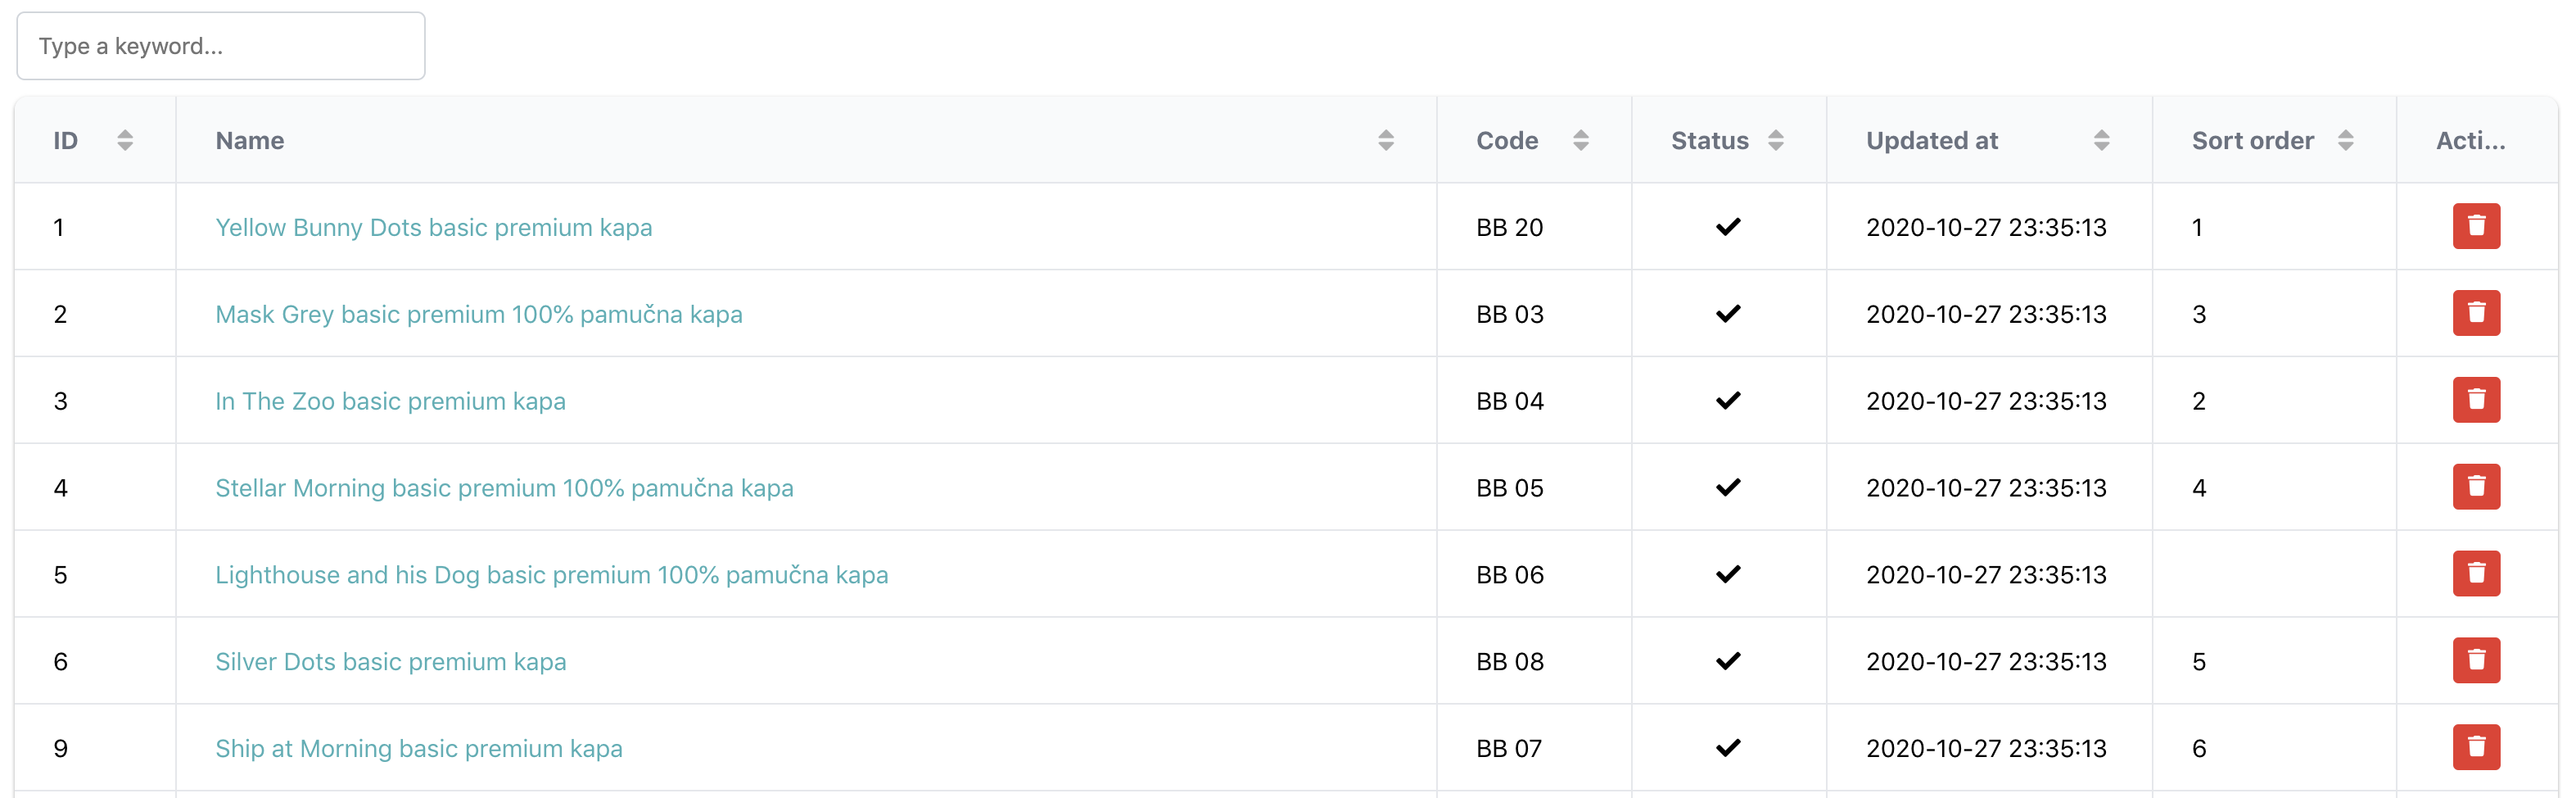 Type a keyword...
ID Name Code Status Updated at Sort order Acti...
1 Yellow Bunny Dots basic premium kapa BB 20 2020-10-27 23:35:13 1
2 Mask Grey basic premium 100% pamučna kapa BB 03 2020-10-27 23:35:13 3
3 In The Zoo basic premium kapa BB 04 2020-10-27 23:35:13 2
4 Stellar Morning basic premium 100% pamučna kapa BB 05 2020-10-27 23:35:13 4
5 Lighthouse and his Dog basic premium 100% pamučna kapa BB 06 2020-10-27 23:35:13
6 Silver Dots basic premium kapa BB 08 2020-10-27 23:35:13 5
9 Ship at Morning basic premium kapa BB 07 2020-10-27 23:35:13 6